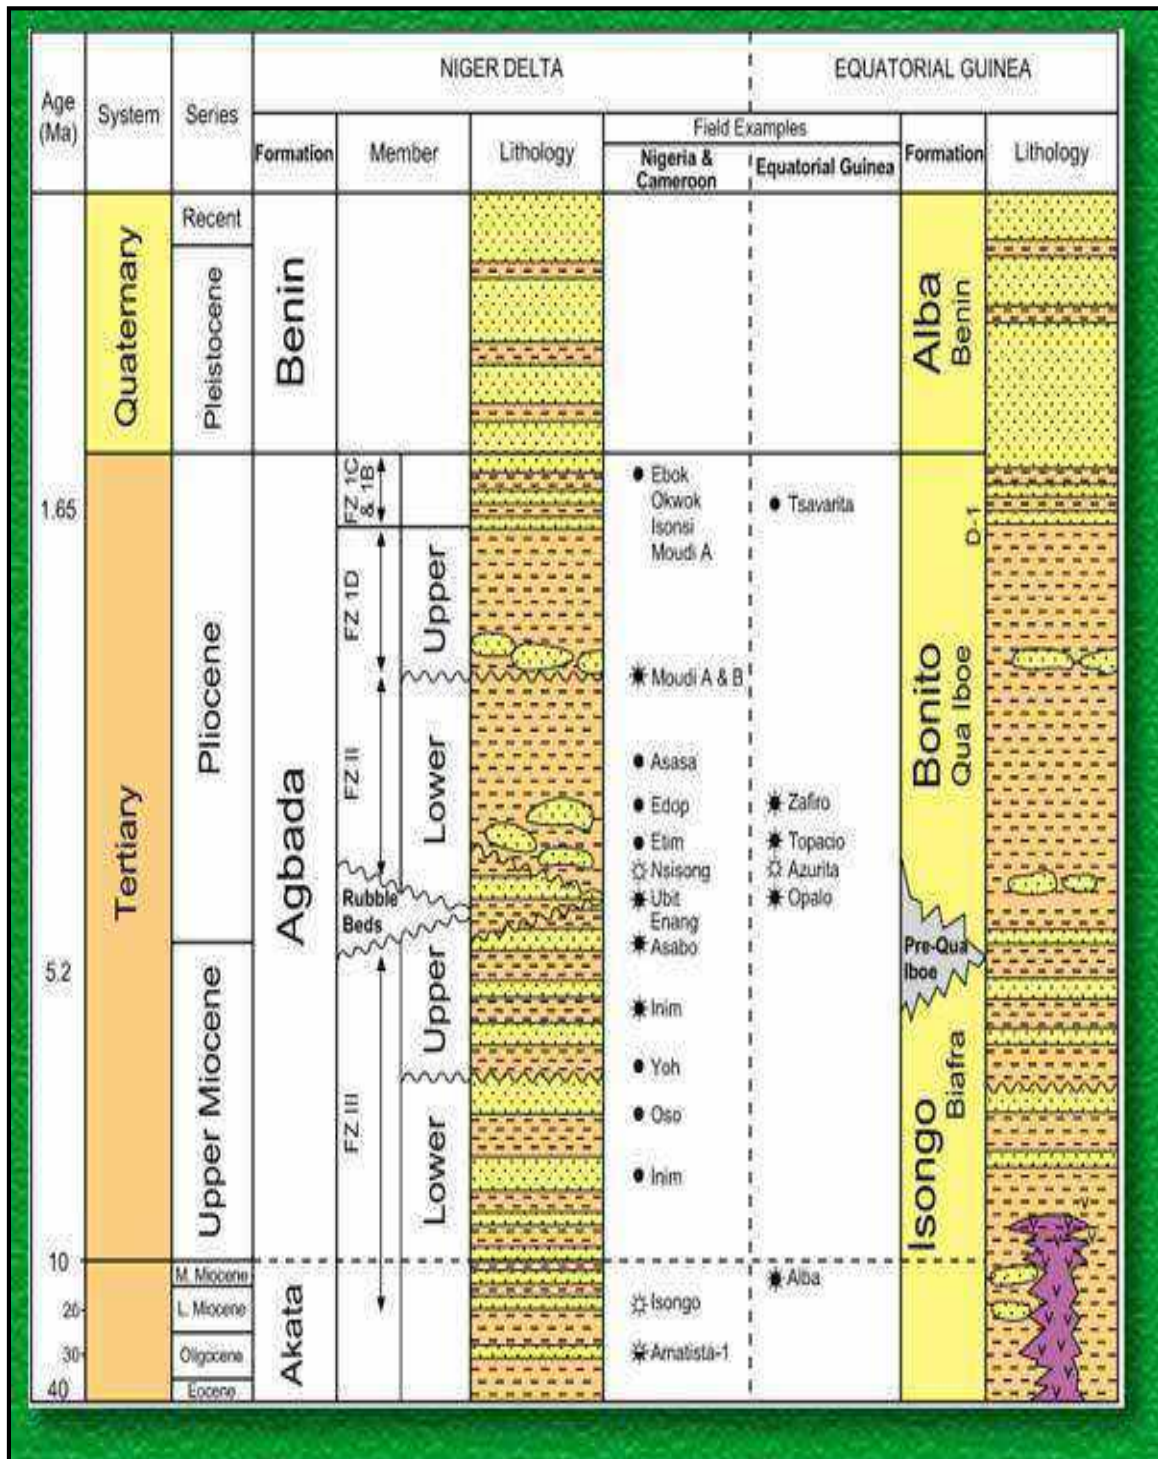 NIGER DELTA
EQUATORIAL GUINEA
Age
(Ma)
System
Series
Formation
Member
Lithology
Field Examples
Nigeria &
Cameroon
Equatorial Guinea
Formation
Lithology
Quaternary
Recent
Pleistocene
Benin
Alba
Benin
1.65
5.2
10
20
30
40
Tertiary
Pliocene
Upper Miocene
M. Miocene
L. Miocene
Oligocene
Eocene
Agbada
Akata
FZ 1C
& 1B
FZ 1D
FZ II
Rubble
Beds
FZ III
Upper
Lower
Upper
Lower
Ebok
Okwok
Isonsi
Moudi A
Moudi A & B
Asasa
Edop
Etim
Nsisong
Ubit
Enang
Asabo
Inim
Yoh
Oso
Inim
Isongo
Amatista-1
Tsavarita
Zafiro
Topacio
Azurita
Opalo
Alba
D-1
Bonito
Qua Iboe
Pre-Qua
Iboe
Isongo
Biafra
V V V V V V V V V V V